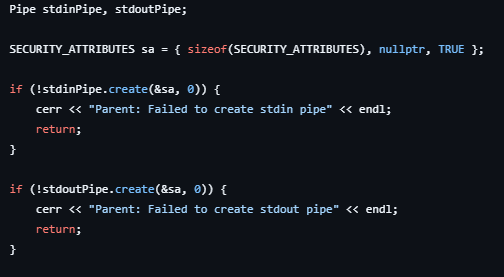 Pipe stdinPipe, stdoutPipe;
SECURITY_ATTRIBUTES sa = { sizeof(SECURITY_ATTRIBUTES), nullptr, TRUE };
if (!stdinPipe.create(&sa, 0)) {
    cerr << "Parent: Failed to create stdin pipe" << endl;
    return;
}
if (!stdoutPipe.create(&sa, 0)) {
    cerr << "Parent: Failed to create stdout pipe" << endl;
    return;
}